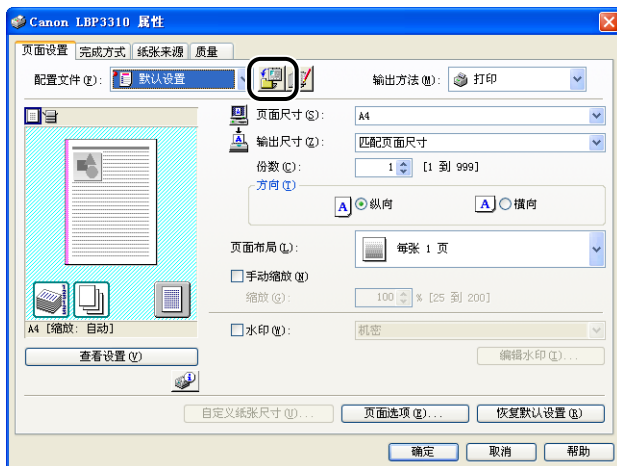 Canon LBP3310 属性
页面设置 完成方式 纸张来源 质量
配置文件(F): 默认设置 输出方法(M): 打印
页面尺寸(S): A4
输出尺寸(Z): 匹配页面尺寸
份数(C): 1 [1 到 999]
方向(T)
A 纵向 A 横向
页面布局(L): 每张 1 页
手动缩放(N)
缩放(G): 100 % [25 到 200]
A4 [缩放: 自动]
水印(W): 机密
查看设置(V) 编辑水印(I)...
自定义纸张尺寸(U)... 页面选项(E)... 恢复默认设置(R)
确定 取消 帮助